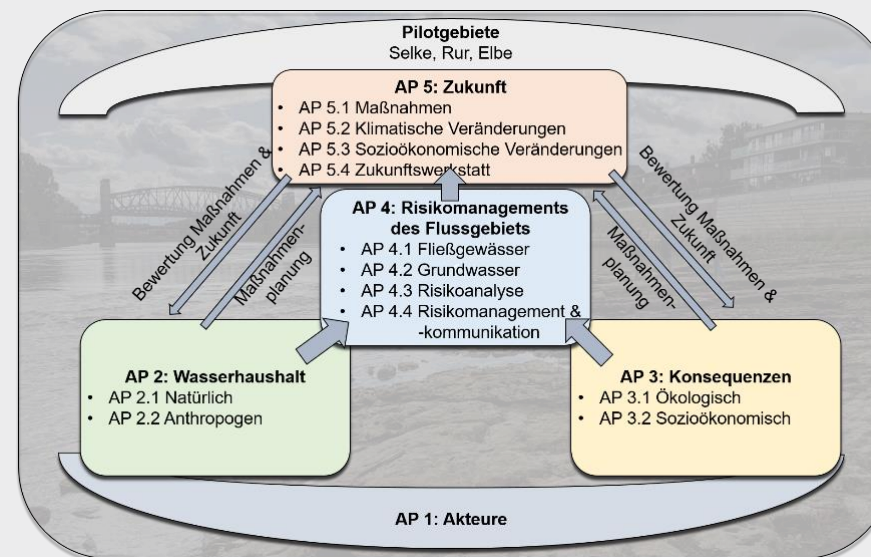 Pilotgebiete
Selke, Rur, Elbe
AP 5: Zukunft
• AP 5.1 Maßnahmen
• AP 5.2 Klimatische Veränderungen
• AP 5.3 Sozioökonomische Veränderungen
• AP 5.4 Zukunftswerkstatt
Bewertung Maßnahmen &
Zukunft
Maßnahmen-
planung
AP 4: Risikomanagements
des Flussgebiets
• AP 4.1 Fließgewässer
• AP 4.2 Grundwasser
• AP 4.3 Risikoanalyse
• AP 4.4 Risikomanagement &
-kommunikation
Bewertung Maßnahmen &
Zukunft
Maßnahmen-
planung
AP 2: Wasserhaushalt
• AP 2.1 Natürlich
• AP 2.2 Anthropogen
AP 3: Konsequenzen
• AP 3.1 Ökologisch
• AP 3.2 Sozioökonomisch
AP 1: Akteure